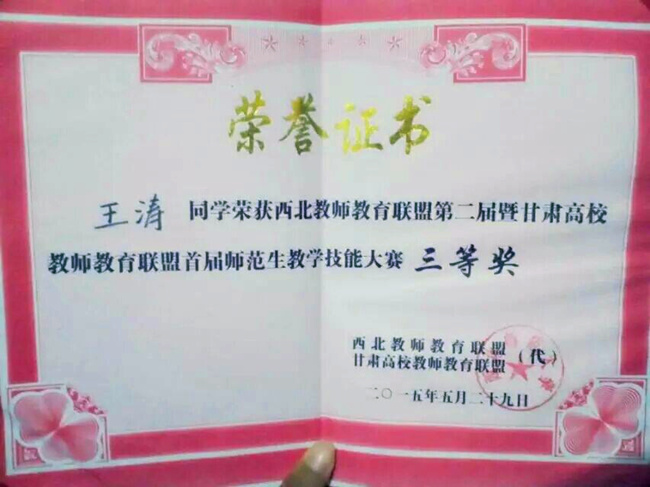 荣誉证书
王涛 同学荣获西北教师教育联盟第二届暨甘肃高校
教师教育联盟首届师范生教学技能大赛 三等奖
西北教师教育联盟
甘肃高校教师教育联盟 (代)
二〇一五年五月二十九日